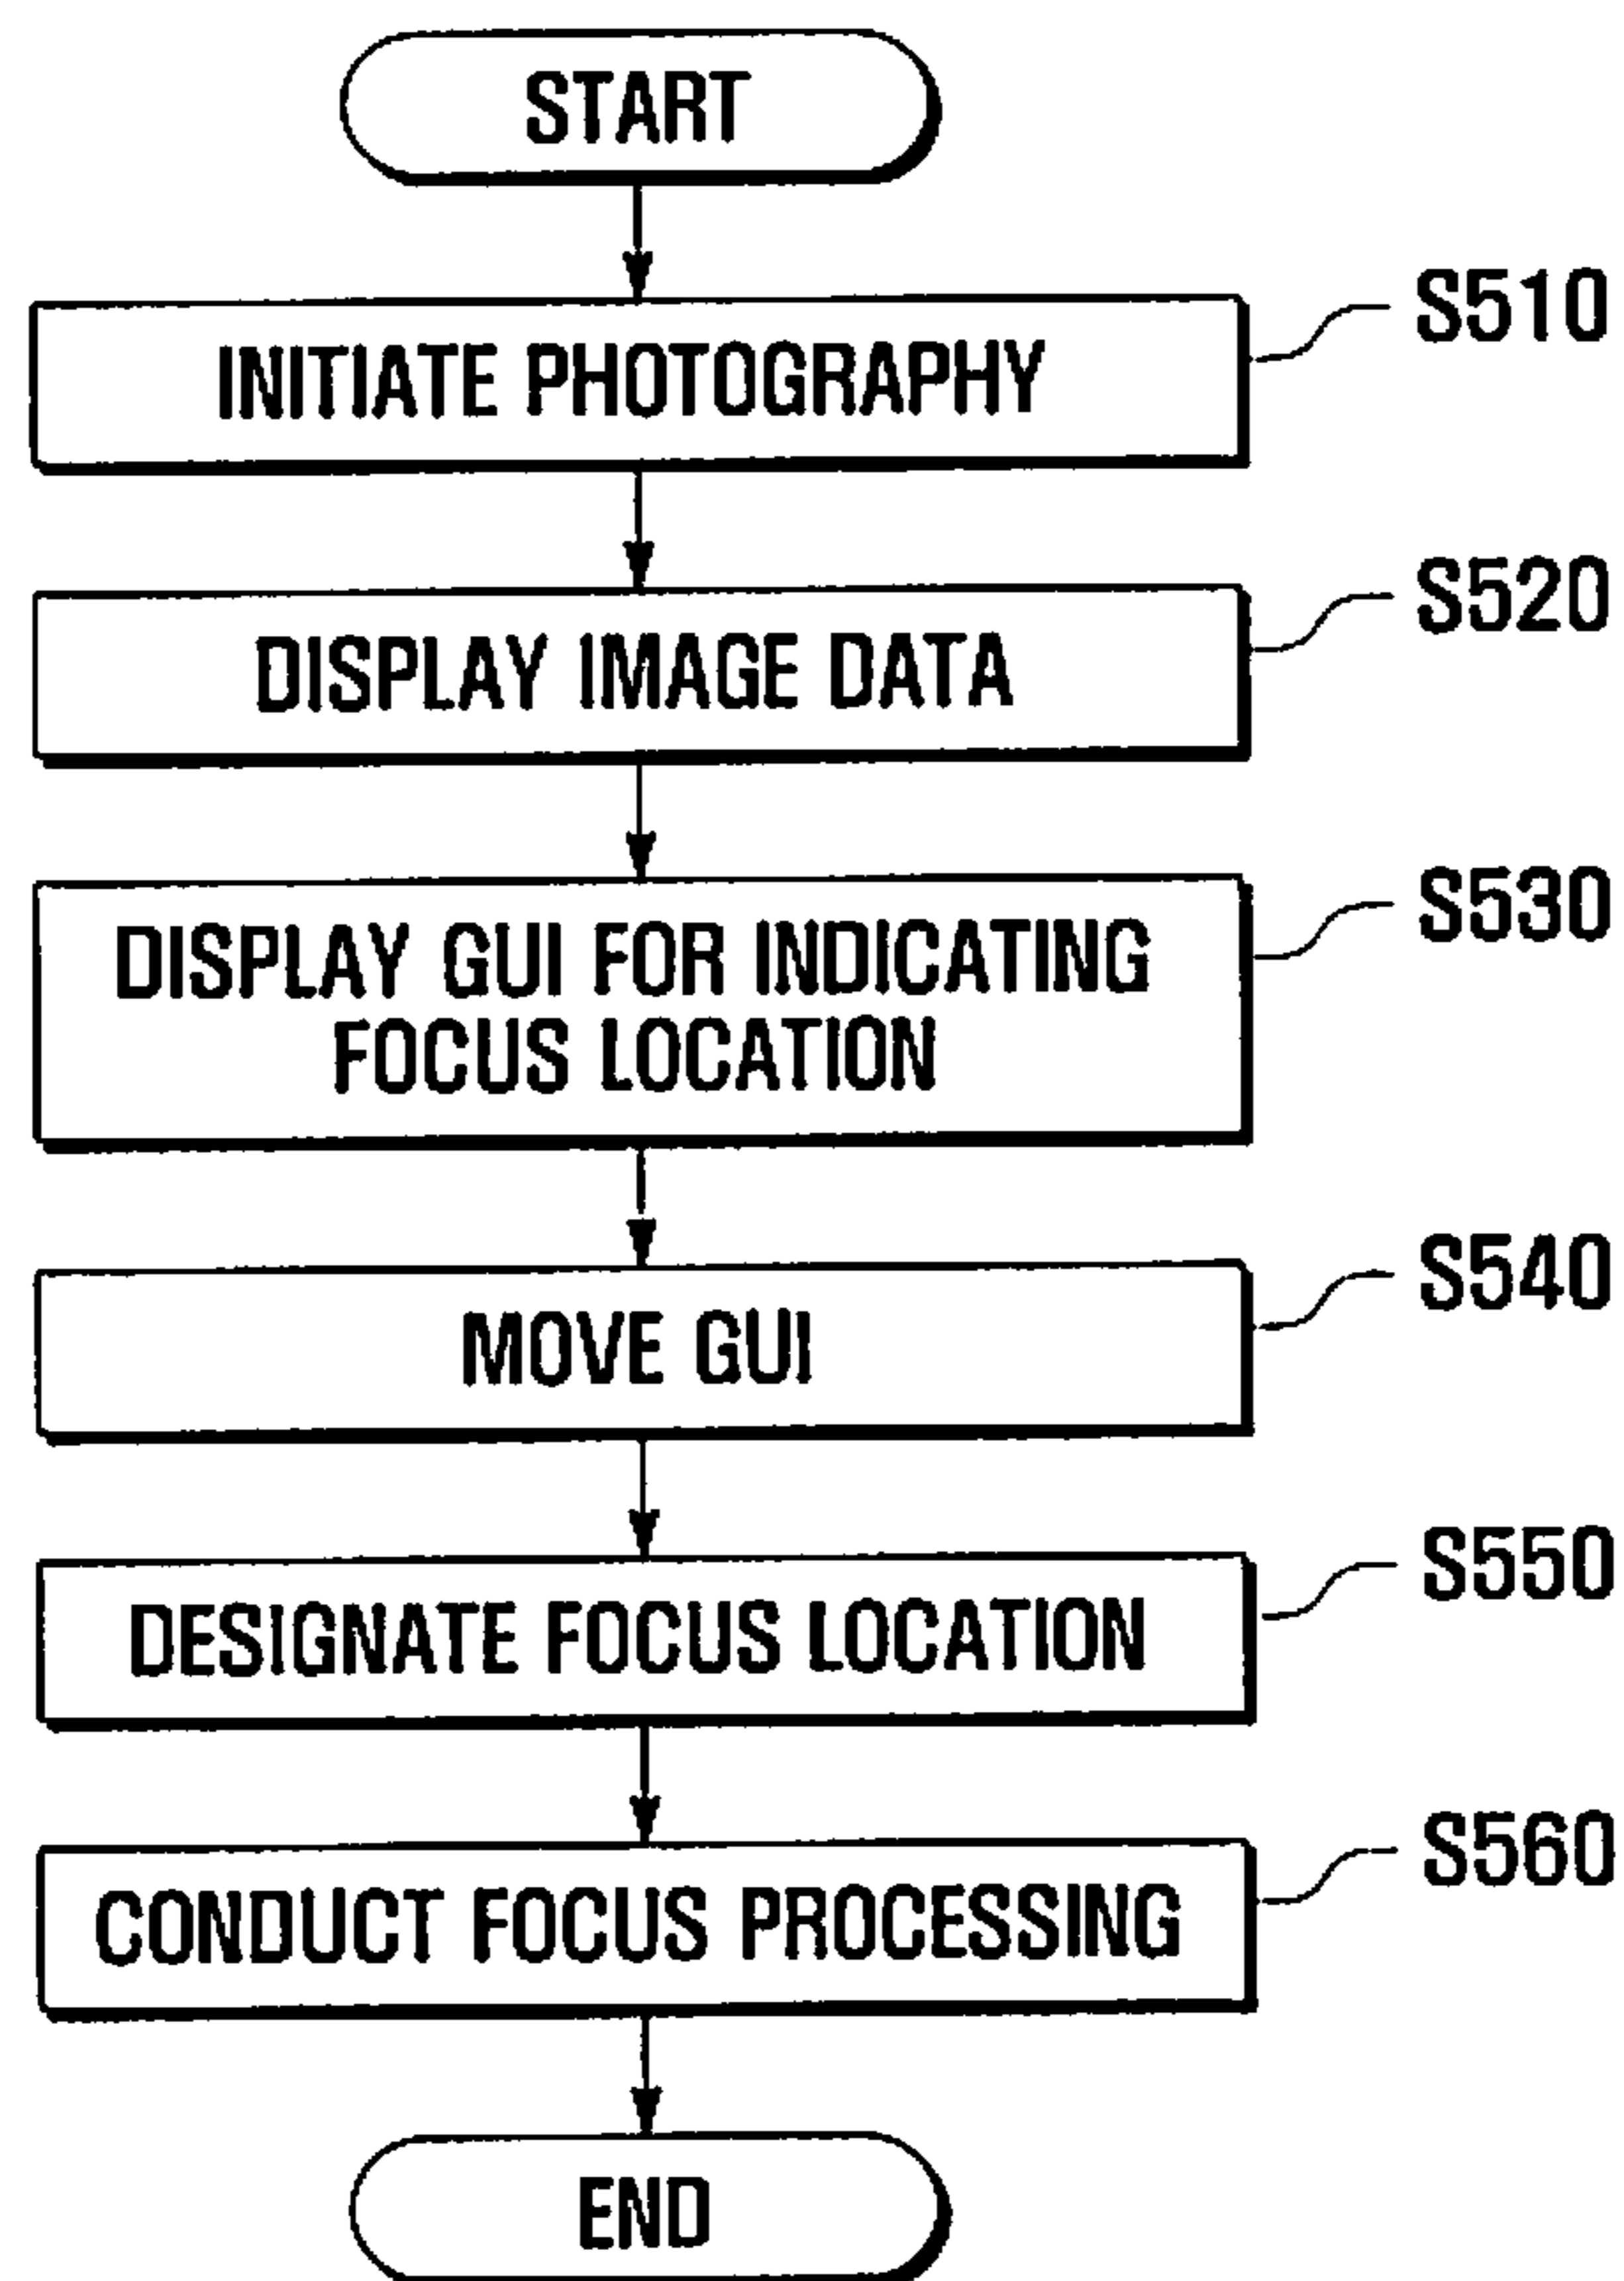 START
INITIATE PHOTOGRAPHY
S510
DISPLAY IMAGE DATA
S520
DISPLAY GUI FOR INDICATING
FOCUS LOCATION
S530
MOVE GUI
S540
DESIGNATE FOCUS LOCATION
S550
CONDUCT FOCUS PROCESSING
S560
END